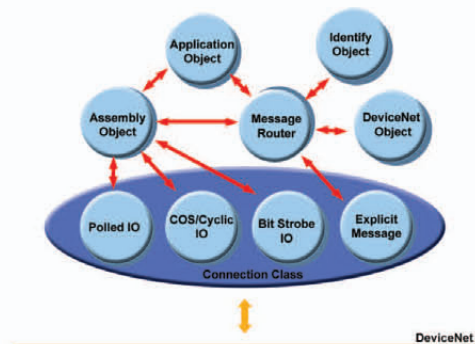 Application
Object
Identify
Object
Assembly
Object
Message
Router
DeviceNet
Object
Polled IO
COS/Cyclic
IO
Bit Strobe
IO
Explicit
Message
Connection Class
DeviceNet